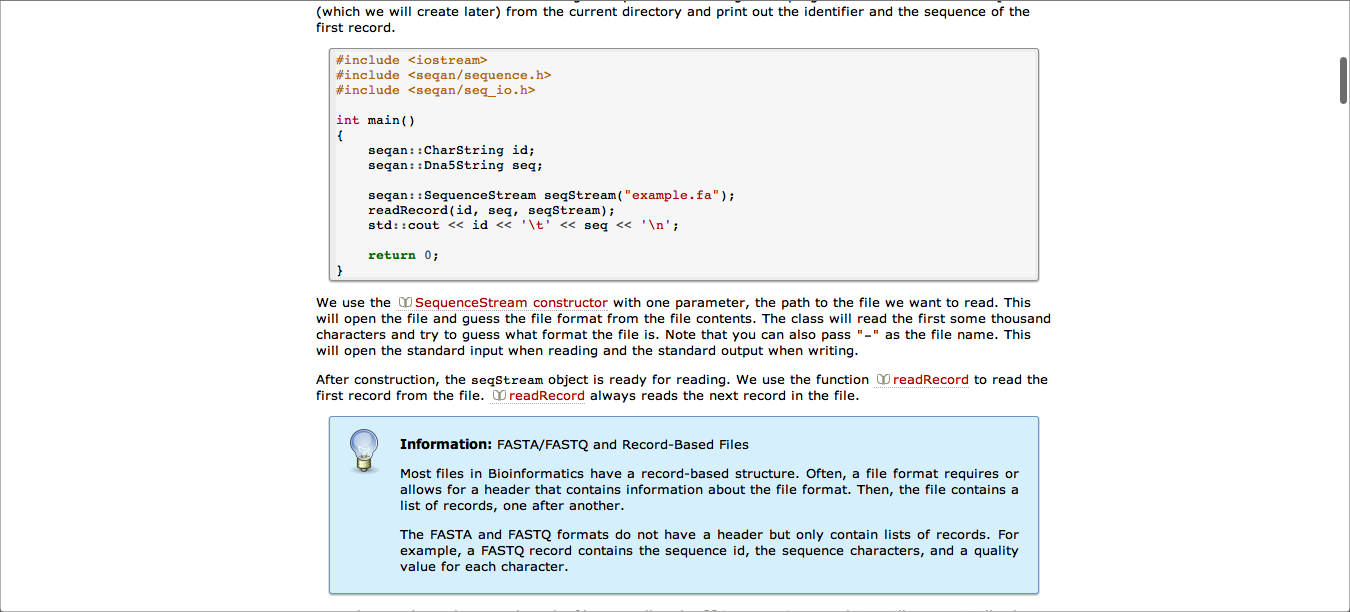 (which we will create later) from the current directory and print out the identifier and the sequence of the
first record.
#include <iostream>
#include <seqan/sequence.h>
#include <seqan/seq_io.h>
int main()
{
    seqan::CharString id;
    seqan::Dna5String seq;
    seqan::SequenceStream seqStream("example.fa");
    readRecord(id, seq, seqStream);
    std::cout << id << '\t' << seq << '\n';
    return 0;
}
We use the SequenceStream constructor with one parameter, the path to the file we want to read. This
will open the file and guess the file format from the file contents. The class will read the first some thousand
characters and try to guess what format the file is. Note that you can also pass "-" as the file name. This
will open the standard input when reading and the standard output when writing.
After construction, the seqStream object is ready for reading. We use the function readRecord to read the
first record from the file. readRecord always reads the next record in the file.
Information: FASTA/FASTQ and Record-Based Files
Most files in Bioinformatics have a record-based structure. Often, a file format requires or
allows for a header that contains information about the file format. Then, the file contains a
list of records, one after another.
The FASTA and FASTQ formats do not have a header but only contain lists of records. For
example, a FASTQ record contains the sequence id, the sequence characters, and a quality
value for each character.